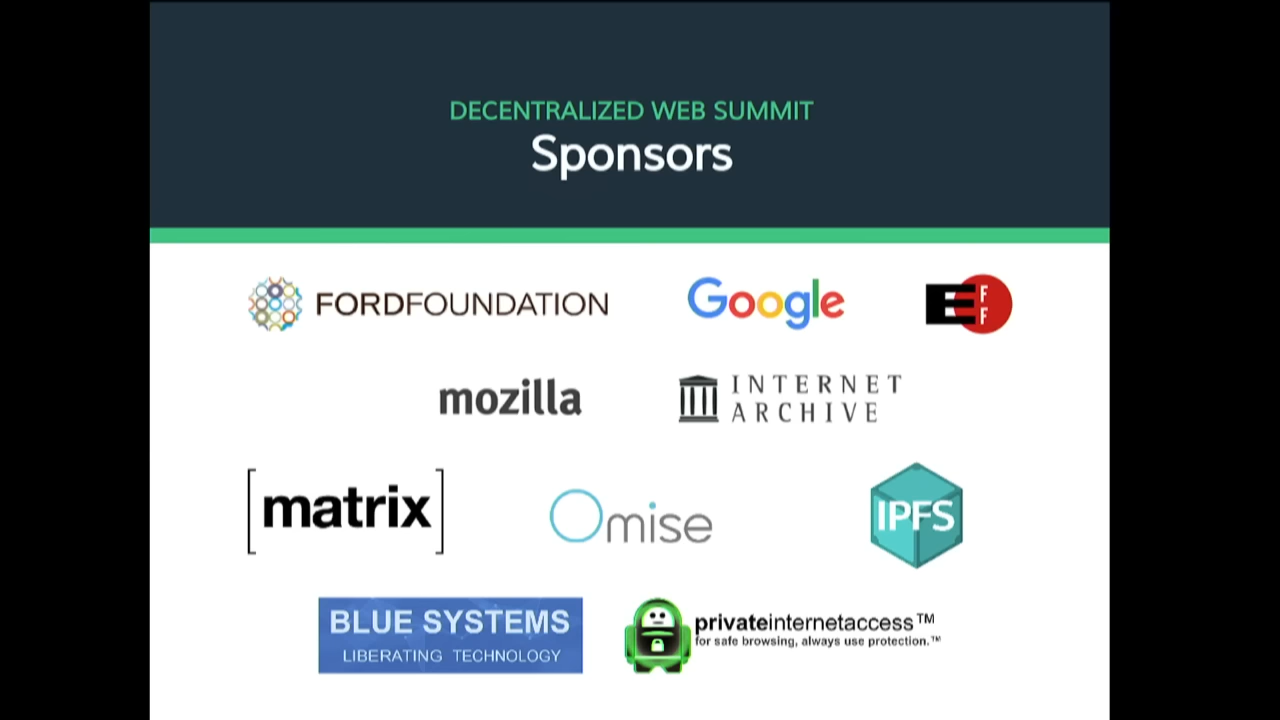 DECENTRALIZED WEB SUMMIT
Sponsors
FORDFOUNDATION
Google
EFF
mozilla
INTERNET
ARCHIVE
[matrix]
Omise
IPFS
BLUE SYSTEMS
LIBERATING TECHNOLOGY
privateinternetaccess™
for safe browsing, always use protection.™